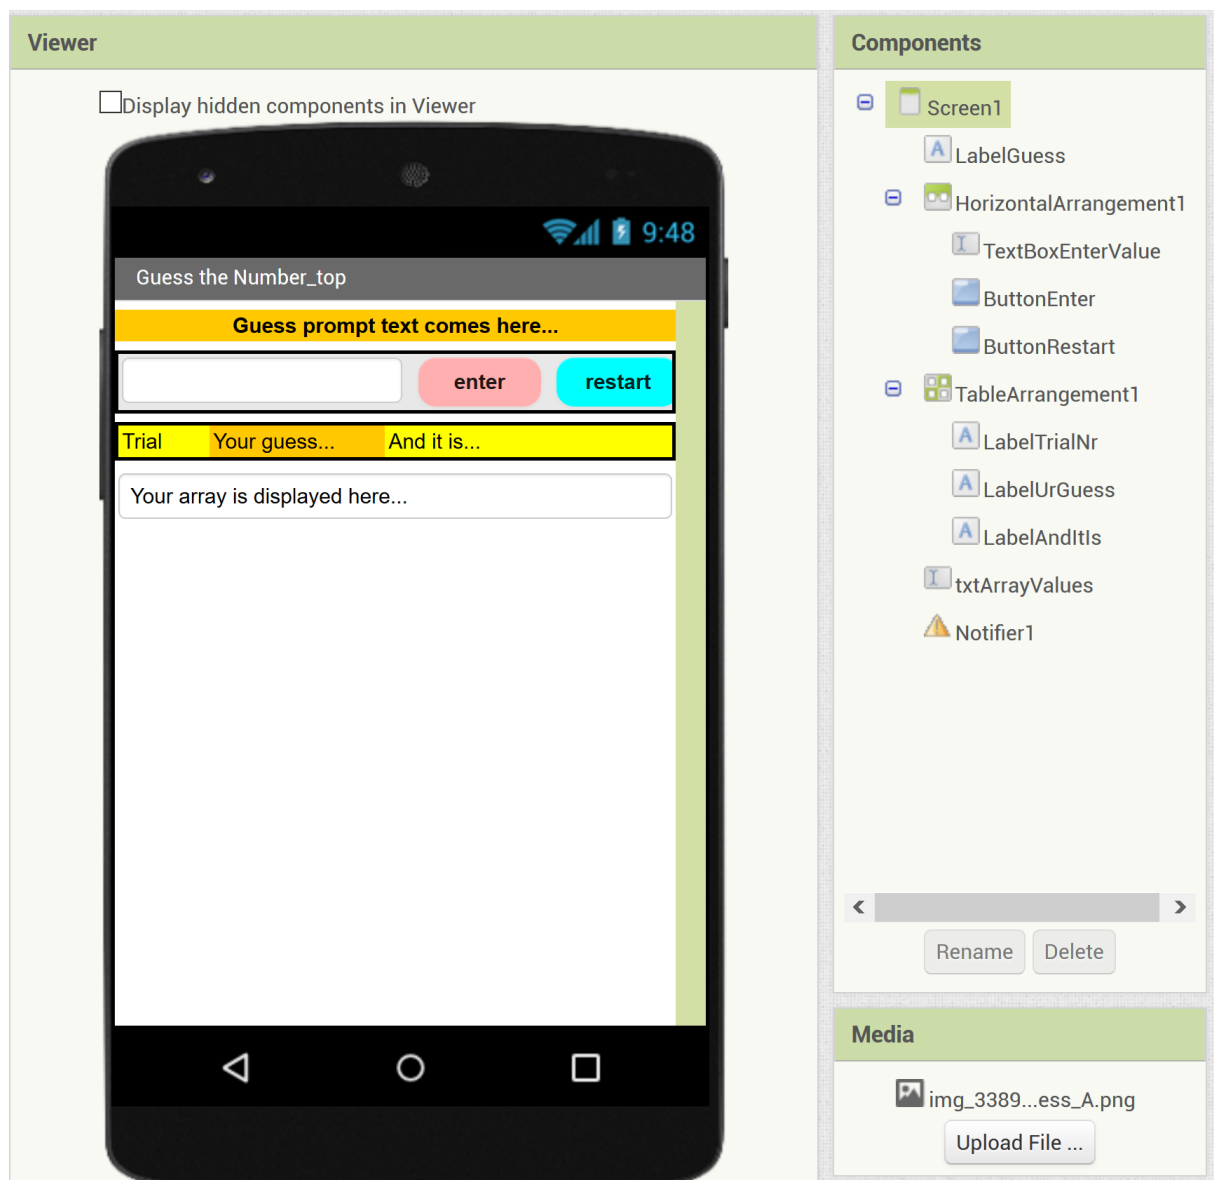 Viewer
Display hidden components in Viewer
9:48
Guess the Number_top
Guess prompt text comes here...
enter restart
Trial Your guess... And it is...
Your array is displayed here...
Components
Screen1
LabelGuess
HorizontalArrangement1
TextBoxEnterValue
ButtonEnter
ButtonRestart
TableArrangement1
LabelTrialNr
LabelUrGuess
LabelAndItIs
txtArrayValues
Notifier1
Rename Delete
Media
img_3389...ess_A.png
Upload File ...